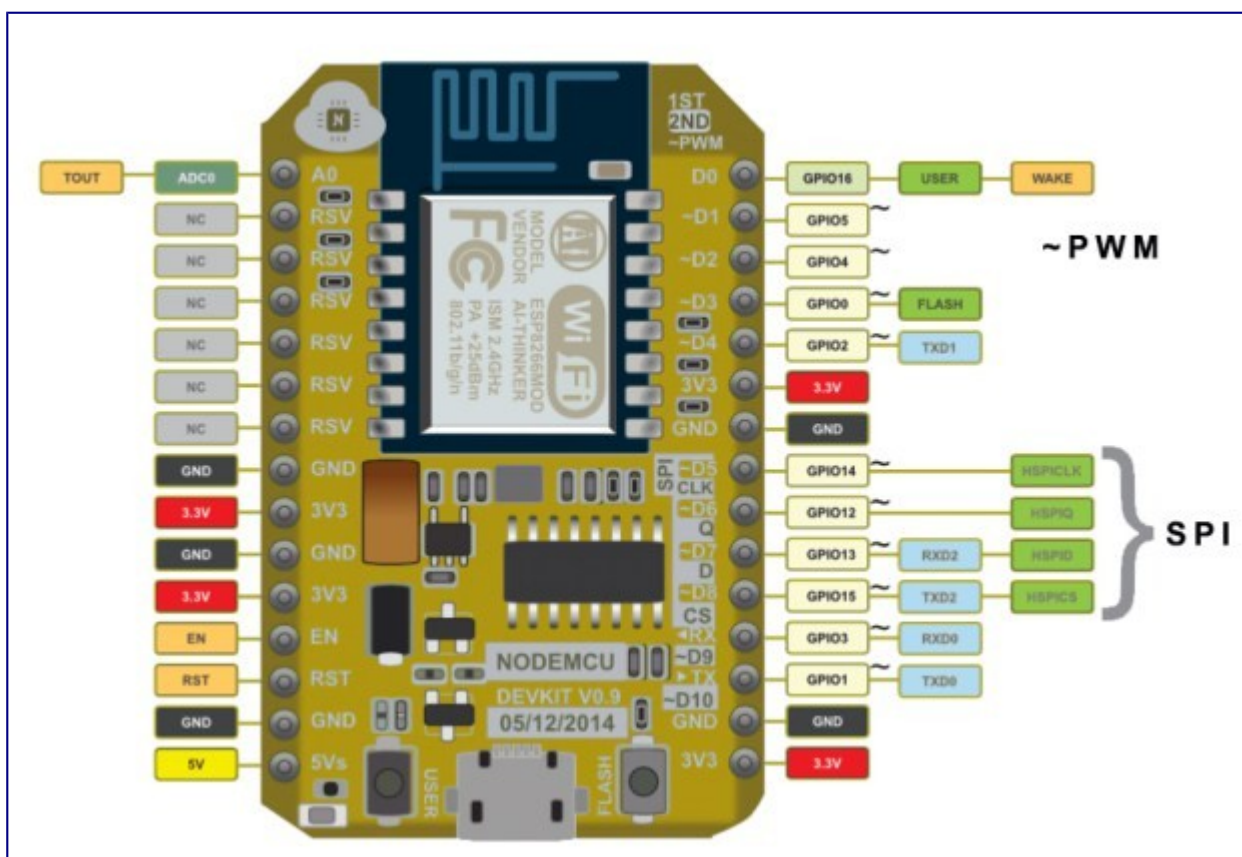 1ST
2ND
~PWM
TOUT ADC0 A0 D0 GPIO16 USER WAKE
NC RSV ~D1 GPIO5 ~
~PWM
NC RSV ~D2 GPIO4 ~
NC RSV ~D3 GPIO0 ~ FLASH
NC RSV ~D4 GPIO2 ~ TXD1
NC RSV 3V3 3.3V
NC RSV GND GND
MODEL ESP8266MOD
VENDOR AI-THINKER
ISM 2.4GHz
PA +25dBm
802.11b/g/n
FC
Ai
Wi Fi
GND GND SPI ~D5 GPIO14 ~ HSPICLK
CLK
3.3V 3V3 ~D6 GPIO12 ~ HSPIQ
Q
SPI
GND GND ~D7 GPIO13 ~ RXD2 HSPID
D
3.3V 3V3 ~D8 GPIO15 ~ TXD2 HSPICS
CS
EN EN ◄RX GPIO3 ~ RXD0
NODEMCU ~D9
RST RST ►TX GPIO1 ~ TXD0
DEVKIT V0.9 ~D10
GND GND 05/12/2014 GND GND
5V 5Vs USER FLASH 3V3 3.3V